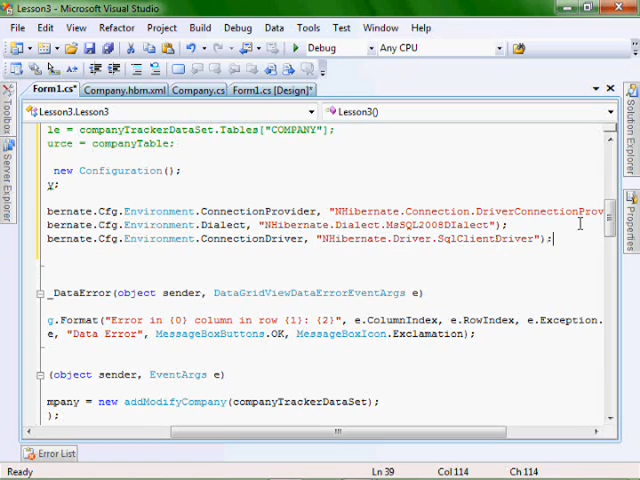 Lesson3 - Microsoft Visual Studio
File Edit View Refactor Project Build Debug Data Tools Test Window Help
Debug Any CPU
Form1.cs* Company.hbm.xml Company.cs Form1.cs [Design]*
Lesson3.Lesson3 Lesson3()
Toolbox
Server Explorer
Solution Explorer
Properties
le = companyTrackerDataSet.Tables["COMPANY"];
urce = companyTable;
new Configuration();
y;
bernate.Cfg.Environment.ConnectionProvider, "NHibernate.Connection.DriverConnectionProv
bernate.Cfg.Environment.Dialect, "NHibernate.Dialect.MsSQL2008DIalect");
bernate.Cfg.Environment.ConnectionDriver, "NHibernate.Driver.SqlClientDriver");
_DataError(object sender, DataGridViewDataErrorEventArgs e)
g.Format("Error in {0} column in row {1}: {2}", e.ColumnIndex, e.RowIndex, e.Exception.
e, "Data Error", MessageBoxButtons.OK, MessageBoxIcon.Exclamation);
(object sender, EventArgs e)
mpany = new addModifyCompany(companyTrackerDataSet);
);
Error List
Ready Ln 39 Col 114 Ch 114